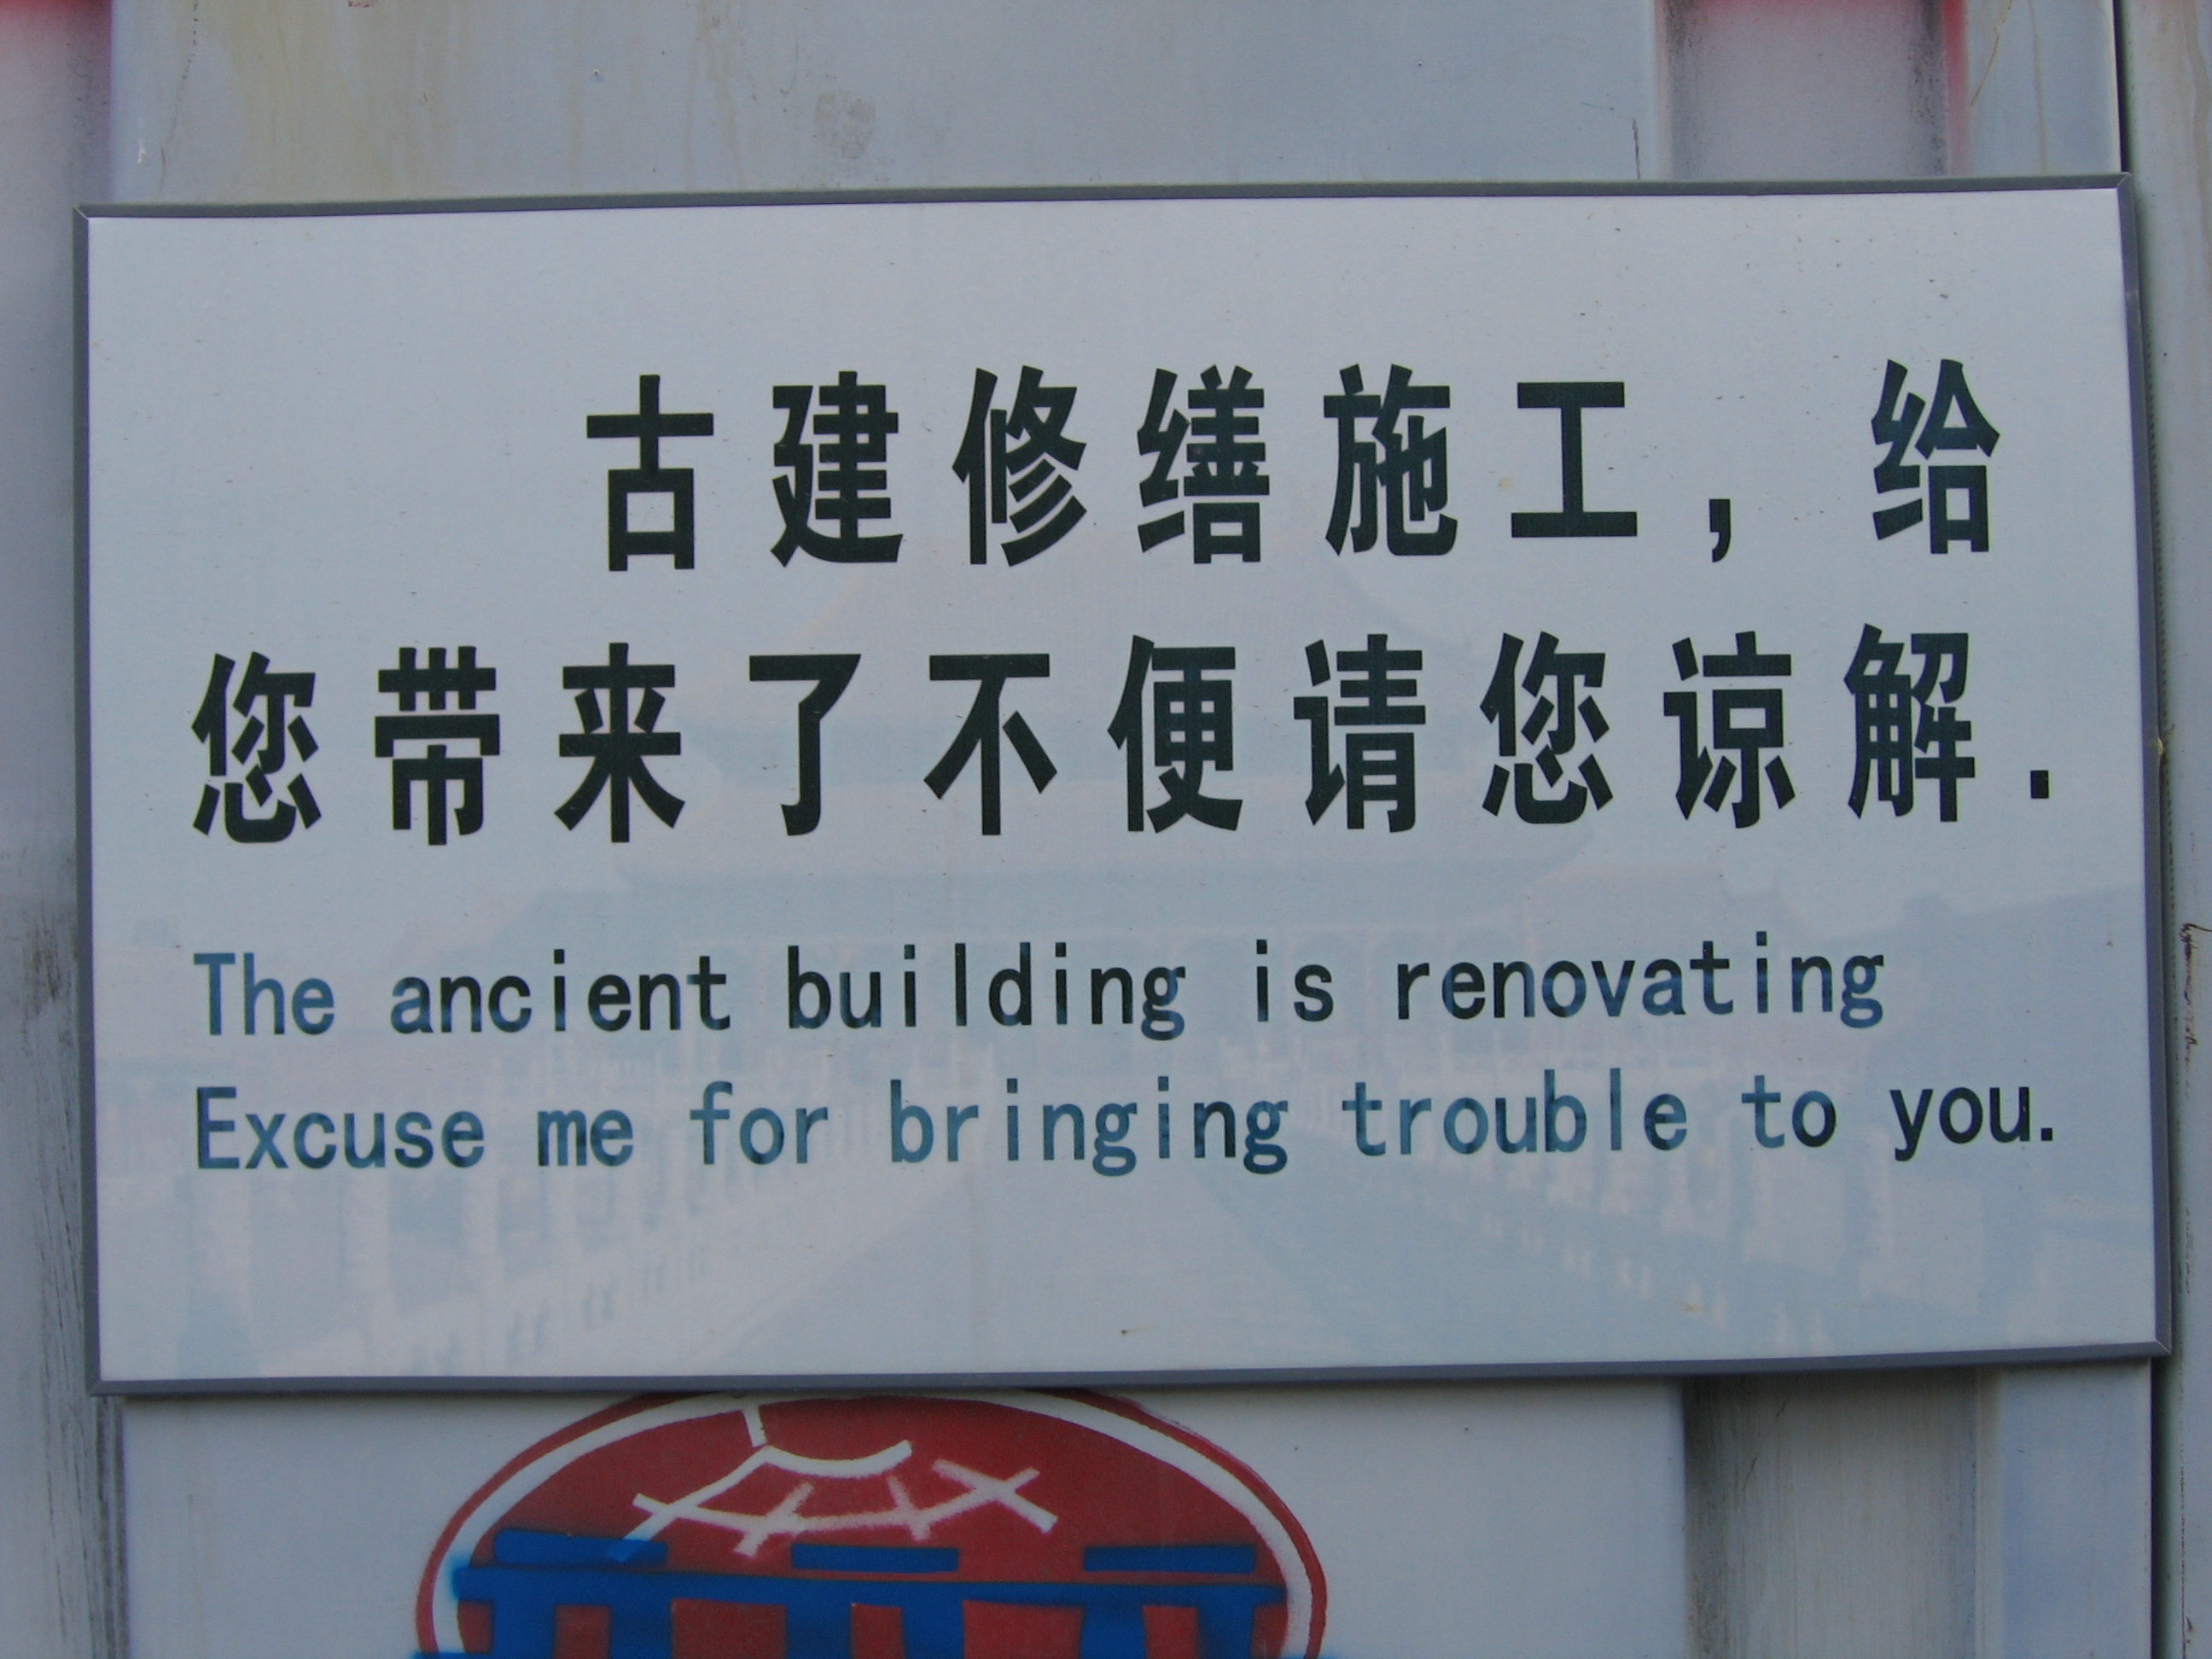 古建修缮施工，给
您带来了不便请您谅解.
The ancient building is renovating
Excuse me for bringing trouble to you.